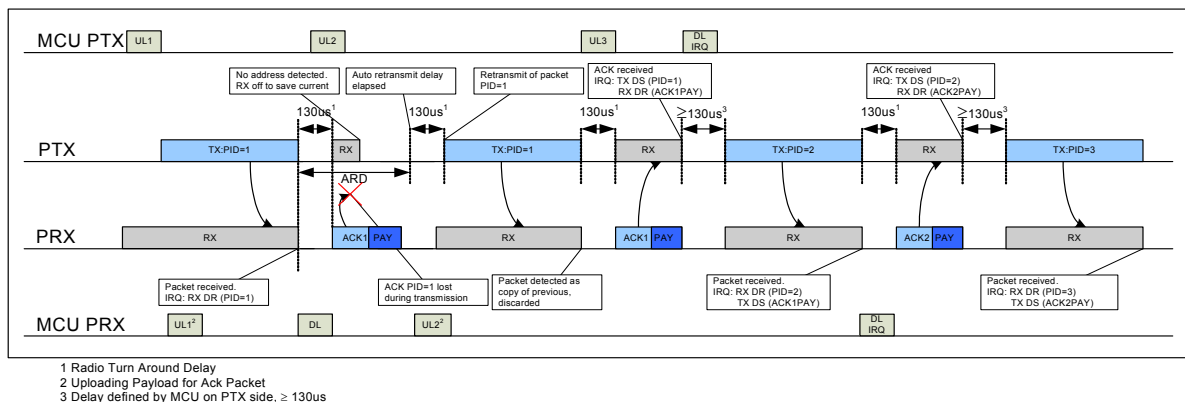 MCU PTX
UL1
UL2
UL3
DL
IRQ
No address detected.
RX off to save current
Auto retransmit delay
elapsed
Retransmit of packet
PID=1
ACK received
IRQ: TX DS (PID=1)
RX DR (ACK1PAY)
ACK received
IRQ: TX DS (PID=2)
RX DR (ACK2PAY)
130us¹
130us¹
130us¹
≥130us³
130us¹
≥130us³
PTX
TX:PID=1
RX
TX:PID=1
RX
TX:PID=2
RX
TX:PID=3
ARD
PRX
RX
ACK1
PAY
RX
ACK1
PAY
RX
ACK2
PAY
RX
Packet received.
IRQ: RX DR (PID=1)
ACK PID=1 lost
during transmission
Packet detected as
copy of previous,
discarded
Packet received.
IRQ: RX DR (PID=2)
TX DS (ACK1PAY)
Packet received.
IRQ: RX DR (PID=3)
TX DS (ACK2PAY)
MCU PRX
UL1²
DL
UL2²
DL
IRQ
1 Radio Turn Around Delay
2 Uploading Payload for Ack Packet
3 Delay defined by MCU on PTX side, ≥ 130us